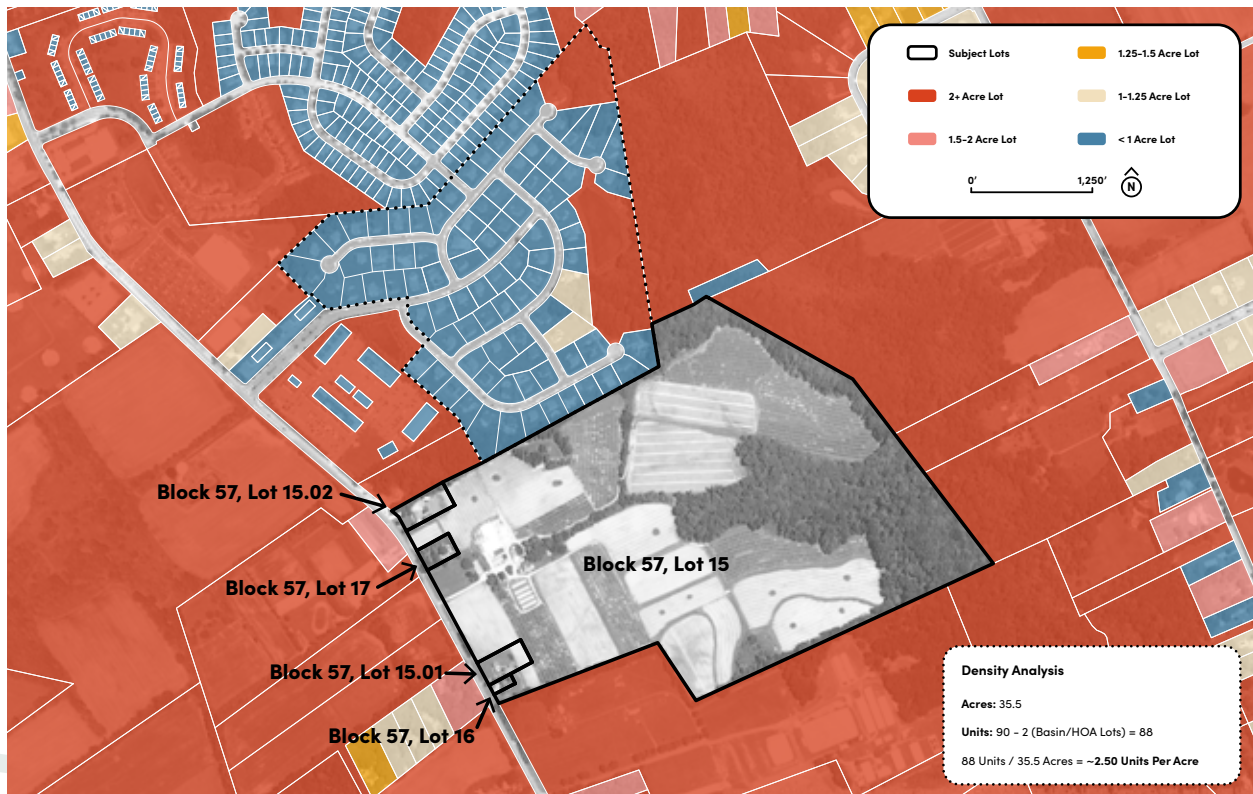 Subject Lots
1.25-1.5 Acre Lot
2+ Acre Lot
1-1.25 Acre Lot
1.5-2 Acre Lot
< 1 Acre Lot
0'
1,250'
N
Block 57, Lot 15.02
Block 57, Lot 17
Block 57, Lot 15
Block 57, Lot 15.01
Block 57, Lot 16
Density Analysis
Acres: 35.5
Units: 90 - 2 (Basin/HOA Lots) = 88
88 Units / 35.5 Acres = ~2.50 Units Per Acre